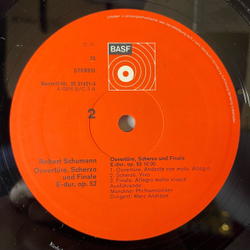 BASF
33
STEREO
2
Robert Schumann
Ouvertüre, Scherzo
und Finale
E-dur, op. 52
Ouvertüre, Scherzo und Finale
E-dur, op. 52
1. Ouvertüre, Andante con moto, Allegro
2. Scherzo, Vivo
3. Finale, Allegro molto vivace
Ausführende:
Münchner Philharmoniker
Dirigent: Marc Andreae